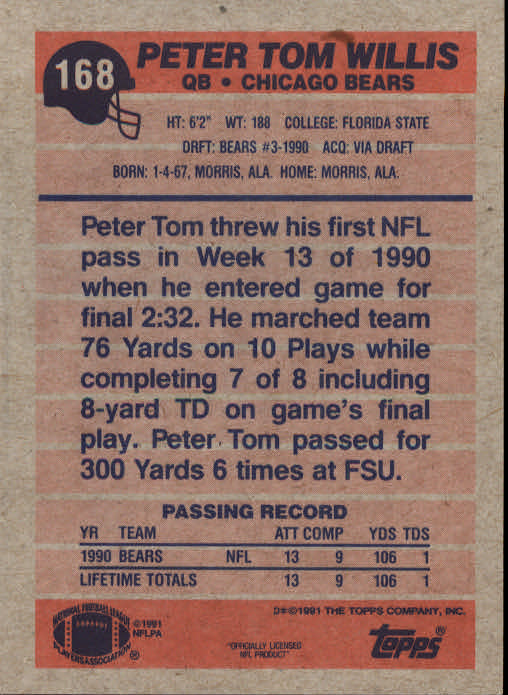 168
PETER TOM WILLIS
QB • CHICAGO BEARS
HT: 6'2" WT: 188 COLLEGE: FLORIDA STATE
DRFT: BEARS #3-1990 ACQ: VIA DRAFT
BORN: 1-4-67, MORRIS, ALA. HOME: MORRIS, ALA.
Peter Tom threw his first NFL
pass in Week 13 of 1990
when he entered game for
final 2:32. He marched team
76 Yards on 10 Plays while
completing 7 of 8 including
8-yard TD on game's final
play. Peter Tom passed for
300 Yards 6 times at FSU.
PASSING RECORD
YR TEAM ATT COMP YDS TDS
1990 BEARS NFL 13 9 106 1
LIFETIME TOTALS 13 9 106 1
NATIONAL FOOTBALL LEAGUE
PLAYERS ASSOCIATION ®
©1991
NFLPA
D*©1991 THE TOPPS COMPANY, INC.
"OFFICIALLY LICENSED
NFL PRODUCT"
topps®